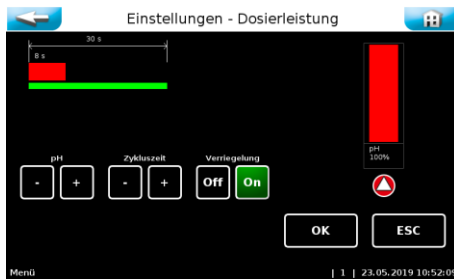 Einstellungen - Dosierleistung
30 s
8 s
pH
100%
pH Zykluszeit Verriegelung
- + - + Off On
OK ESC
Menü | 1 | 23.05.2019 10:52:09